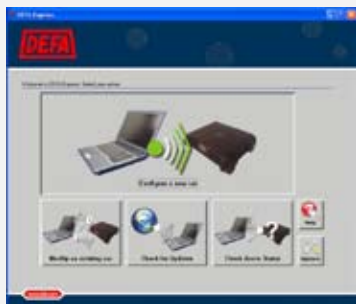 DEFA Express
DEFA
Welcome to DEFA Express. Select your action
Configure a new car
Modify an existing car
Check for Updates
Check Alarm Status
Help
Options